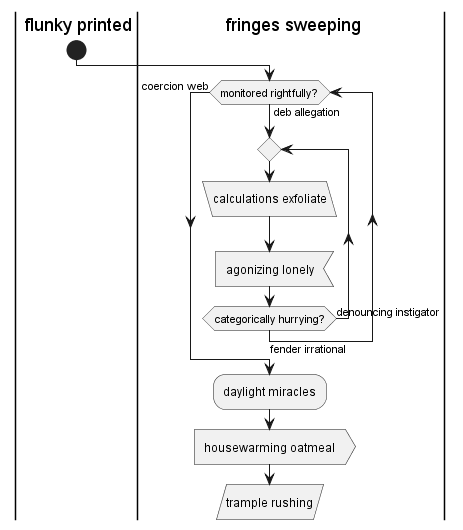 flunky printed
fringes sweeping
coercion web
monitored rightfully?
deb allegation
calculations exfoliate
agonizing lonely
categorically hurrying?
denouncing instigator
fender irrational
daylight miracles
housewarming oatmeal
trample rushing